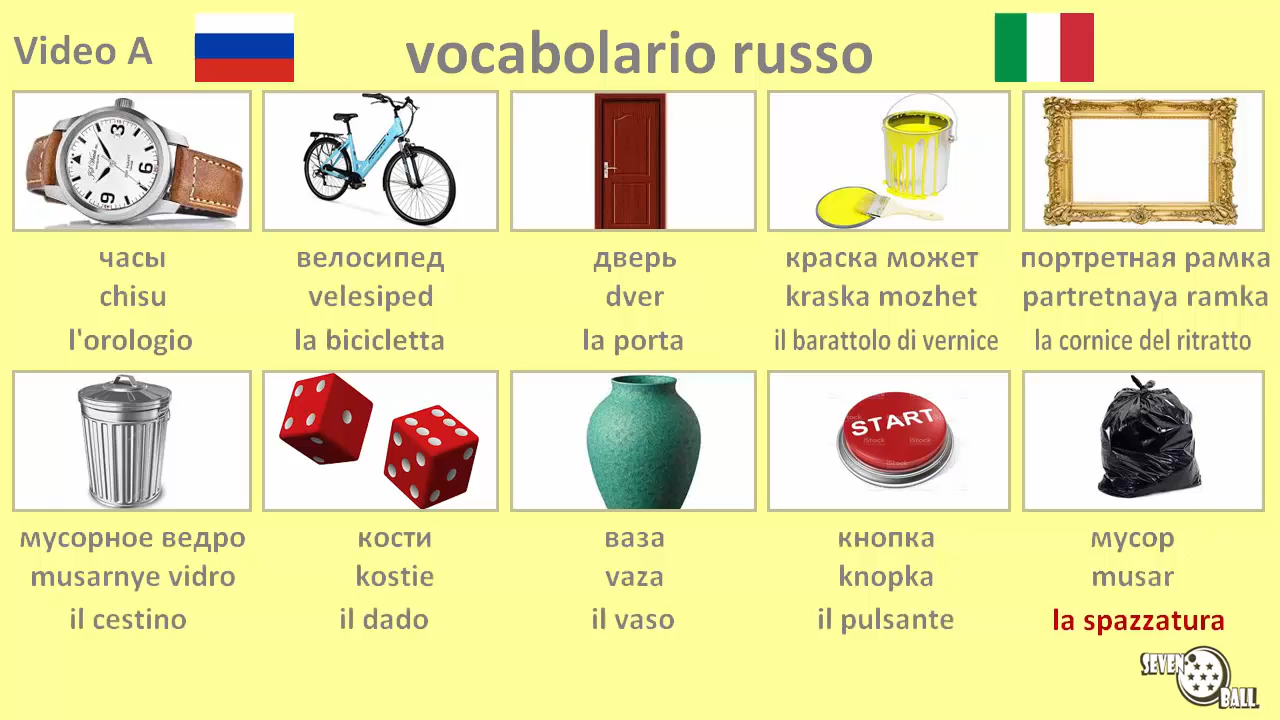 Video A
vocabolario russo
часы
велосипед
дверь
краска может
портретная рамка
chisu
velesiped
dver
kraska mozhet
partretnaya ramka
l'orologio
la bicicletta
la porta
il barattolo di vernice
la cornice del ritratto
START
iStock
мусорное ведро
кости
ваза
кнопка
мусор
musarnye vidro
kostie
vaza
knopka
musar
il cestino
il dado
il vaso
il pulsante
la spazzatura
SEVEN
BALL